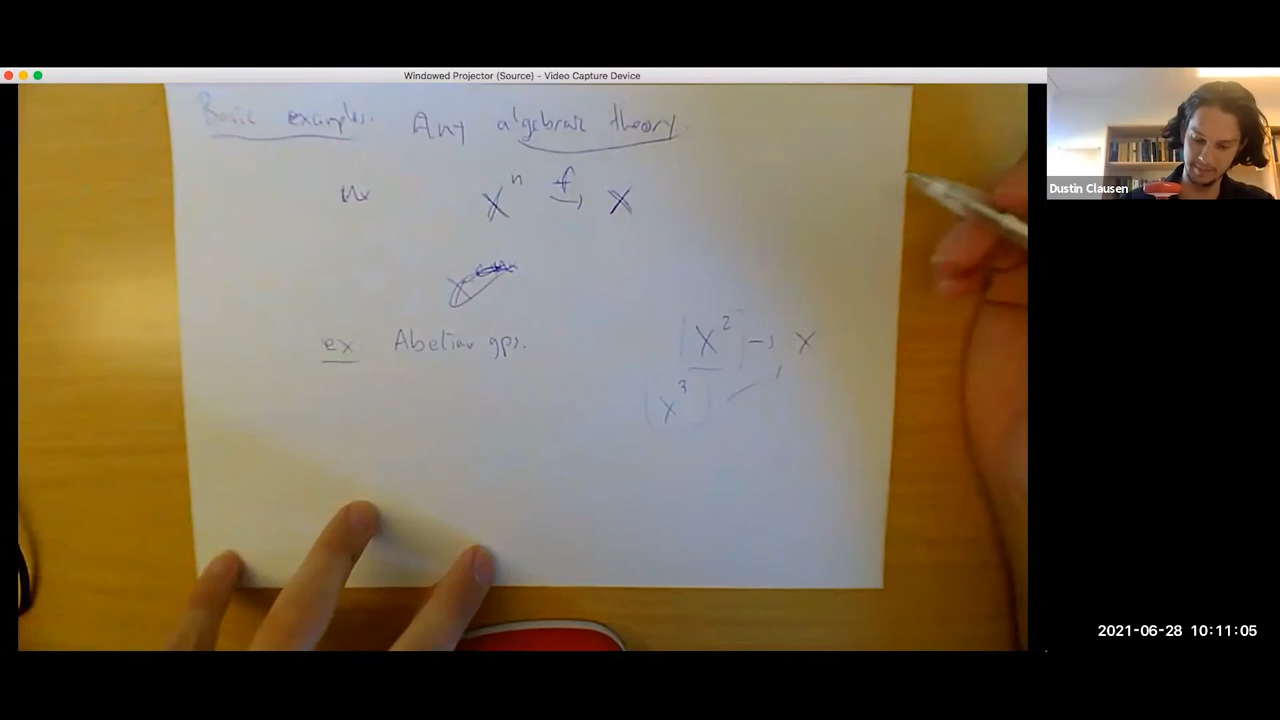 Windowed Projector (Source) - Video Capture Device
Basic examples. Any algebraic theory.
X^n f→ X
Dustin Clausen
ex Abelian gps. X^2 → X
X^3
2021-06-28 10:11:05